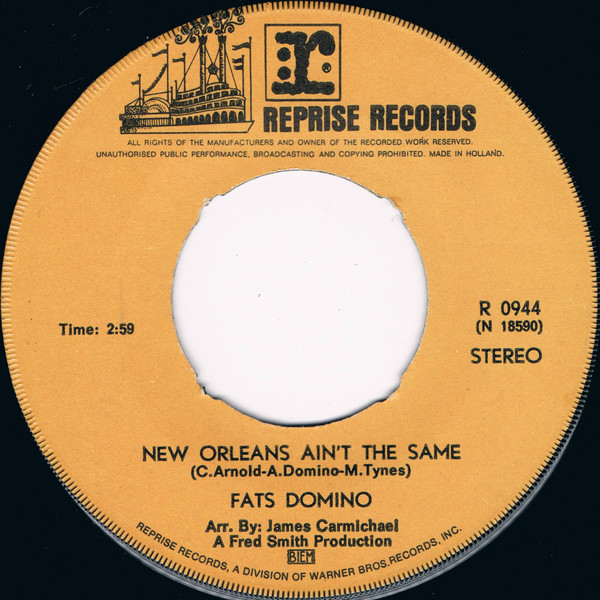 r®
REPRISE RECORDS
ALL RIGHTS OF THE MANUFACTURERS AND OWNER OF THE RECORDED WORK RESERVED.
UNAUTHORISED PUBLIC PERFORMANCE, BROADCASTING AND COPYING PROHIBITED. MADE IN HOLLAND.
Time: 2:59
R 0944
(N 18590)
STEREO
NEW ORLEANS AIN'T THE SAME
(C.Arnold-A.Domino-M.Tynes)
FATS DOMINO
Arr. By: James Carmichael
A Fred Smith Production
BIEM
REPRISE RECORDS, A DIVISION OF WARNER BROS.RECORDS, INC.